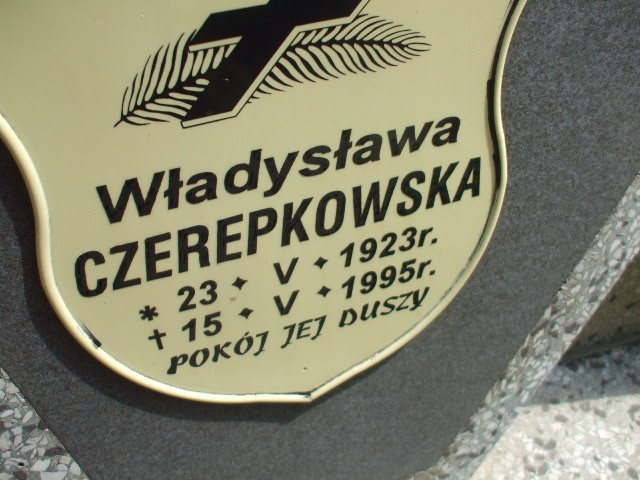 Władysława
CZEREPKOWSKA
* 23 ✦ V ✦ 1923r.
† 15 ✦ V ✦ 1995r.
POKÓJ JEJ DUSZY